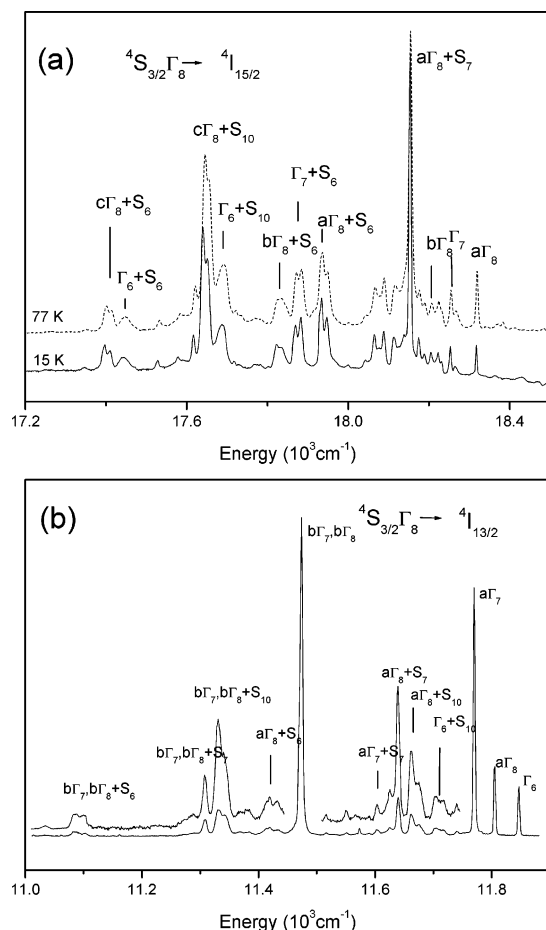 (a)
⁴S₃/₂Γ₈ → ⁴I₁₅/₂
aΓ₈+S₇
cΓ₈+S₁₀
Γ₇+S₆
cΓ₈+S₆
Γ₆+S₁₀
bΓ₈+S₆
aΓ₈+S₆
bΓ₈
Γ₇
aΓ₈
Γ₆+S₆
77 K
15 K
17.2 17.6 18.0 18.4
Energy (10³cm⁻¹)
(b)
⁴S₃/₂Γ₈ → ⁴I₁₃/₂
bΓ₇,bΓ₈
aΓ₇
aΓ₈+S₇
bΓ₇,bΓ₈+S₁₀
aΓ₈+S₁₀
Γ₆+S₁₀
aΓ₈+S₆
bΓ₇,bΓ₈+S₇
aΓ₇+S₇
aΓ₈
Γ₆
bΓ₇,bΓ₈+S₆
11.0 11.2 11.4 11.6 11.8
Energy (10³cm⁻¹)